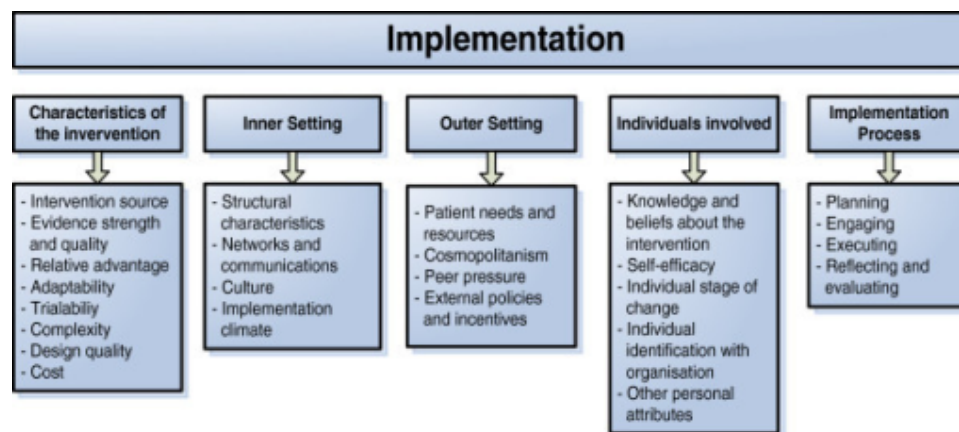 Implementation
Characteristics of
the invervention
- Intervention source
- Evidence strength
and quality
- Relative advantage
- Adaptability
- Trialabiliy
- Complexity
- Design quality
- Cost
Inner Setting
- Structural
characteristics
- Networks and
communications
- Culture
- Implementation
climate
Outer Setting
- Patient needs and
resources
- Cosmopolitanism
- Peer pressure
- External policies
and incentives
Individuals involved
- Knowledge and
beliefs about the
intervention
- Self-efficacy
- Individual stage of
change
- Individual
identification with
organisation
- Other personal
attributes
Implementation
Process
- Planning
- Engaging
- Executing
- Reflecting and
evaluating